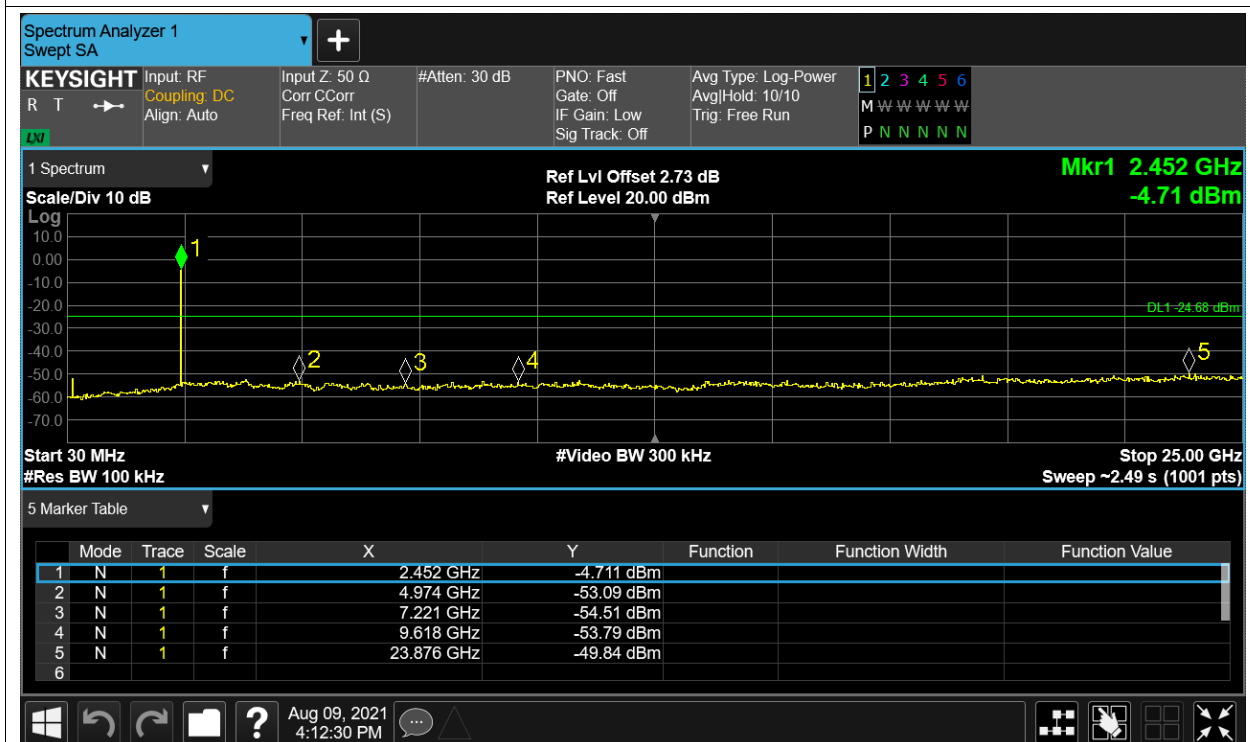 Spectrum Analyzer 1
Swept SA
+
KEYSIGHT Input: RF Input Z: 50 Ω #Atten: 30 dB PNO: Fast Avg Type: Log-Power 1 2 3 4 5 6
R T Coupling: DC Corr CCorr Gate: Off Avg|Hold: 10/10 M W W W W W
Align: Auto Freq Ref: Int (S) IF Gain: Low Trig: Free Run
LXI Sig Track: Off P N N N N N
1 Spectrum Ref Lvl Offset 2.73 dB Mkr1 2.452 GHz
Scale/Div 10 dB Ref Level 20.00 dBm -4.71 dBm
Log
10.0
1
0.00
-10.0
-20.0
DL1 -24.68 dBm
-30.0
-40.0
2 3 4 5
-50.0
-60.0
-70.0
Start 30 MHz #Video BW 300 kHz Stop 25.00 GHz
#Res BW 100 kHz Sweep ~2.49 s (1001 pts)
5 Marker Table
Mode Trace Scale X Y Function Function Width Function Value
1 N 1 f 2.452 GHz -4.711 dBm
2 N 1 f 4.974 GHz -53.09 dBm
3 N 1 f 7.221 GHz -54.51 dBm
4 N 1 f 9.618 GHz -53.79 dBm
5 N 1 f 23.876 GHz -49.84 dBm
6
? Aug 09, 2021
4:12:30 PM